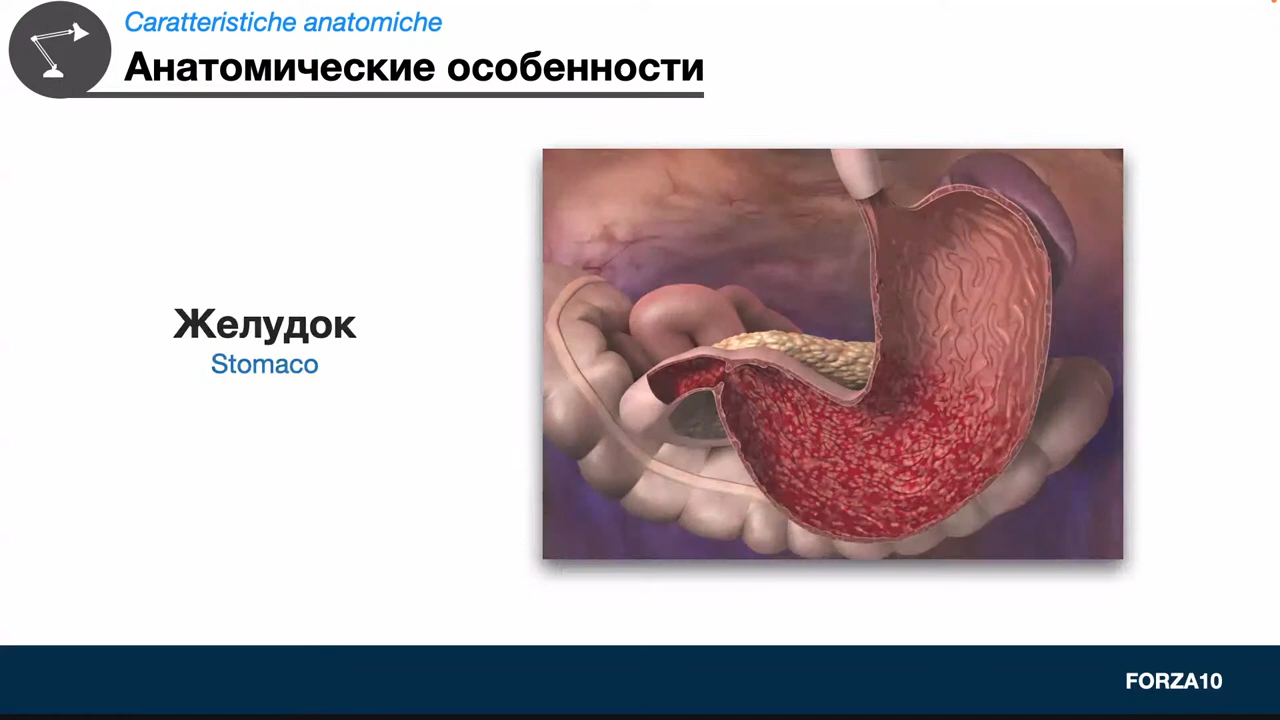 Caratteristiche anatomiche
Анатомические особенности
Желудок
Stomaco
FORZA10